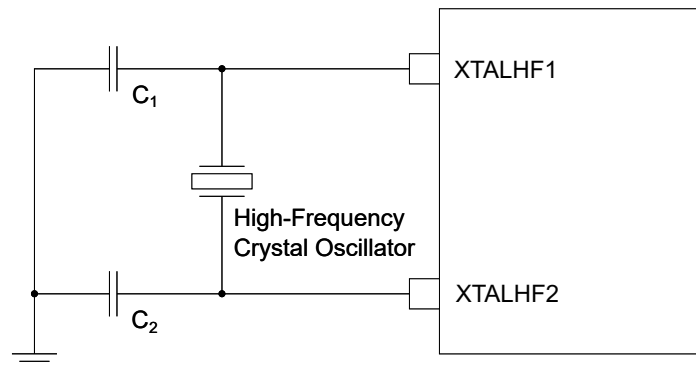 XTALHF1
C₁
High-Frequency
Crystal Oscillator
XTALHF2
C₂